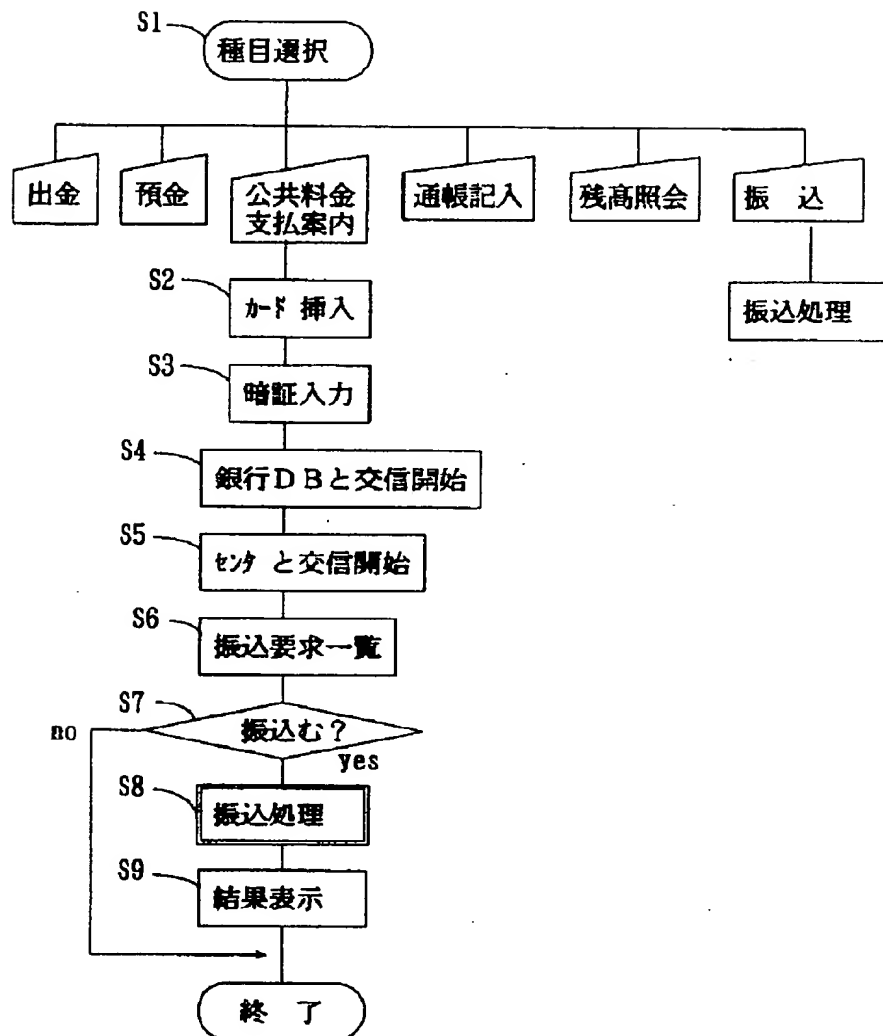 S1
種目選択
出金
預金
公共料金
支払案内
通帳記入
残高照会
振 込
S2
ｶｰﾄﾞ 挿入
振込処理
S3
暗証入力
S4
銀行ＤＢと交信開始
S5
ｾﾝﾀ と交信開始
S6
振込要求一覧
S7
no
振込む？
yes
S8
振込処理
S9
結果表示
終 了